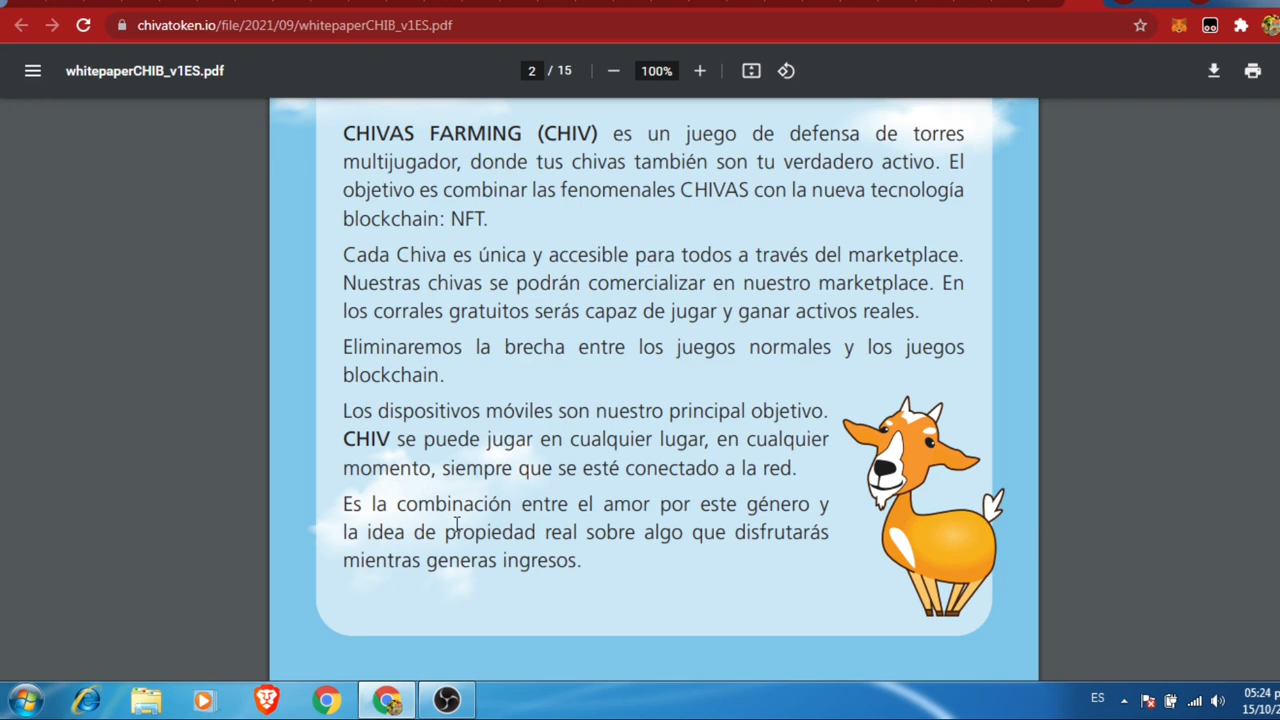 chivatoken.io/file/2021/09/whitepaperCHIB_v1ES.pdf
whitepaperCHIB_v1ES.pdf
2 / 15
100%
CHIVAS FARMING (CHIV) es un juego de defensa de torres
multijugador, donde tus chivas también son tu verdadero activo. El
objetivo es combinar las fenomenales CHIVAS con la nueva tecnología
blockchain: NFT.
Cada Chiva es única y accesible para todos a través del marketplace.
Nuestras chivas se podrán comercializar en nuestro marketplace. En
los corrales gratuitos serás capaz de jugar y ganar activos reales.
Eliminaremos la brecha entre los juegos normales y los juegos
blockchain.
Los dispositivos móviles son nuestro principal objetivo.
CHIV se puede jugar en cualquier lugar, en cualquier
momento, siempre que se esté conectado a la red.
Es la combinación entre el amor por este género y
la idea de propiedad real sobre algo que disfrutarás
mientras generas ingresos.
ES
05:24 p
15/10/2